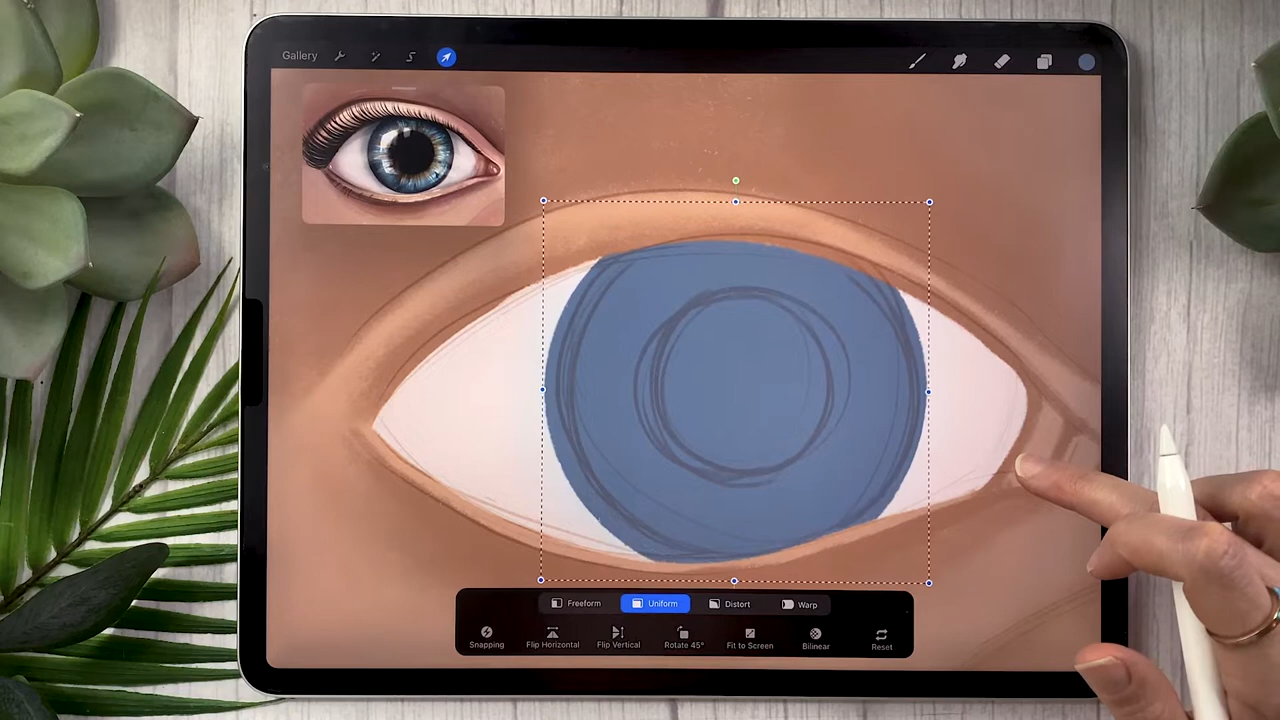 Gallery
Freeform Uniform Distort Warp
Snapping Flip Horizontal Flip Vertical Rotate 45° Fit to Screen Bilinear Reset